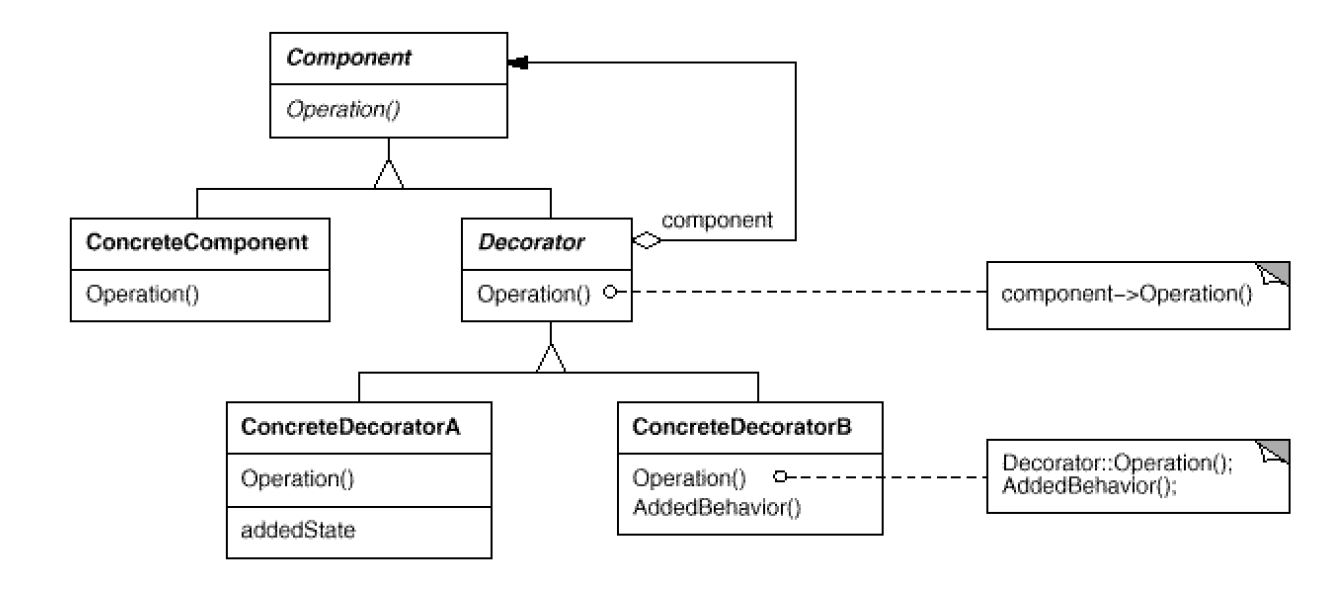 Component
Operation()
component
ConcreteComponent
Operation()
Decorator
Operation()
component->Operation()
ConcreteDecoratorA
Operation()
addedState
ConcreteDecoratorB
Operation()
AddedBehavior()
Decorator::Operation();
AddedBehavior();